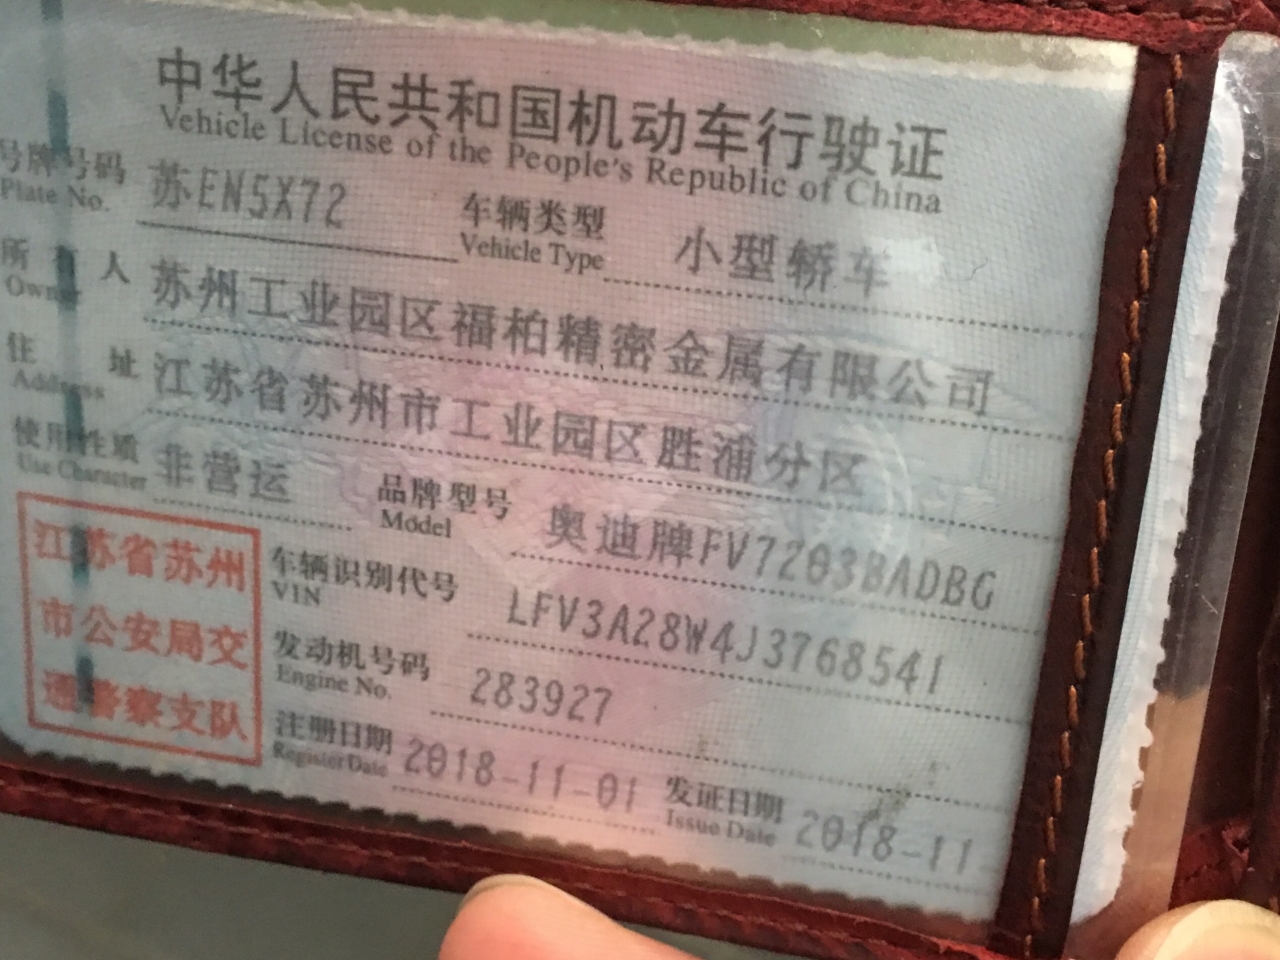 中华人民共和国机动车行驶证
Vehicle License of the People's Republic of China
号牌号码 苏EN5X72 车辆类型 小型轿车
Plate No. Vehicle Type
所有人 苏州工业园区福柏精密金属有限公司
Owner
住址 江苏省苏州市工业园区胜浦分区
Address
使用性质 非营运 品牌型号 奥迪牌FV7203BADBG
Use Character Model
车辆识别代号 LFV3A28W4J3768541
VIN
发动机号码 283927
Engine No.
注册日期 2018-11-01 发证日期 2018-11
Register Date Issue Date
江苏省苏州
市公安局交
通警察支队